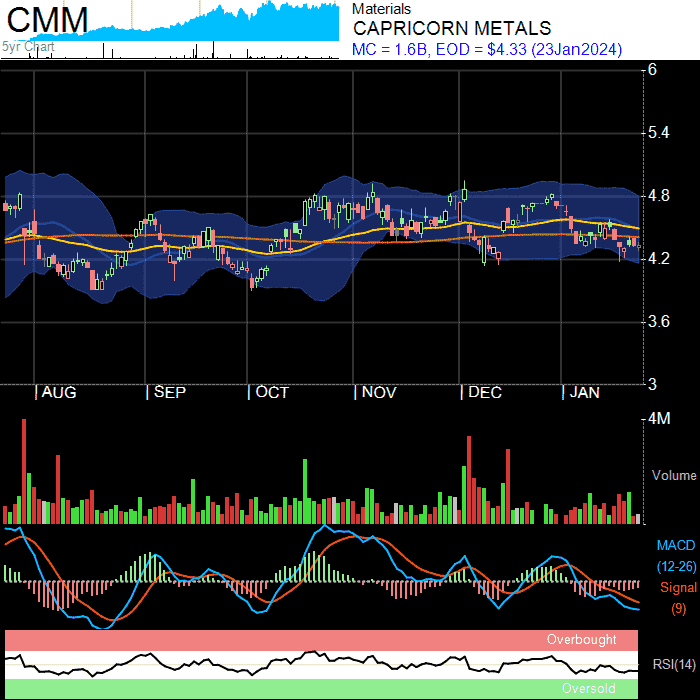 CMM
5yr Chart
Materials
CAPRICORN METALS
MC = 1.6B, EOD = $4.33 (23Jan2024)
6
5.4
4.8
4.2
3.6
3
AUG
SEP
OCT
NOV
DEC
JAN
4M
Volume
MACD
(12-26)
Signal
(9)
Overbought
RSI(14)
Oversold